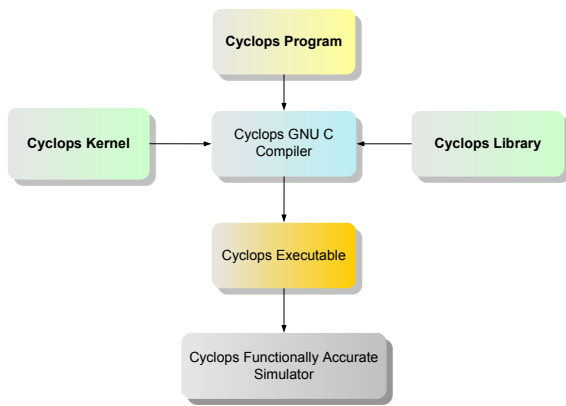 Cyclops Program
Cyclops Kernel
Cyclops GNU C
Compiler
Cyclops Library
Cyclops Executable
Cyclops Functionally Accurate
Simulator